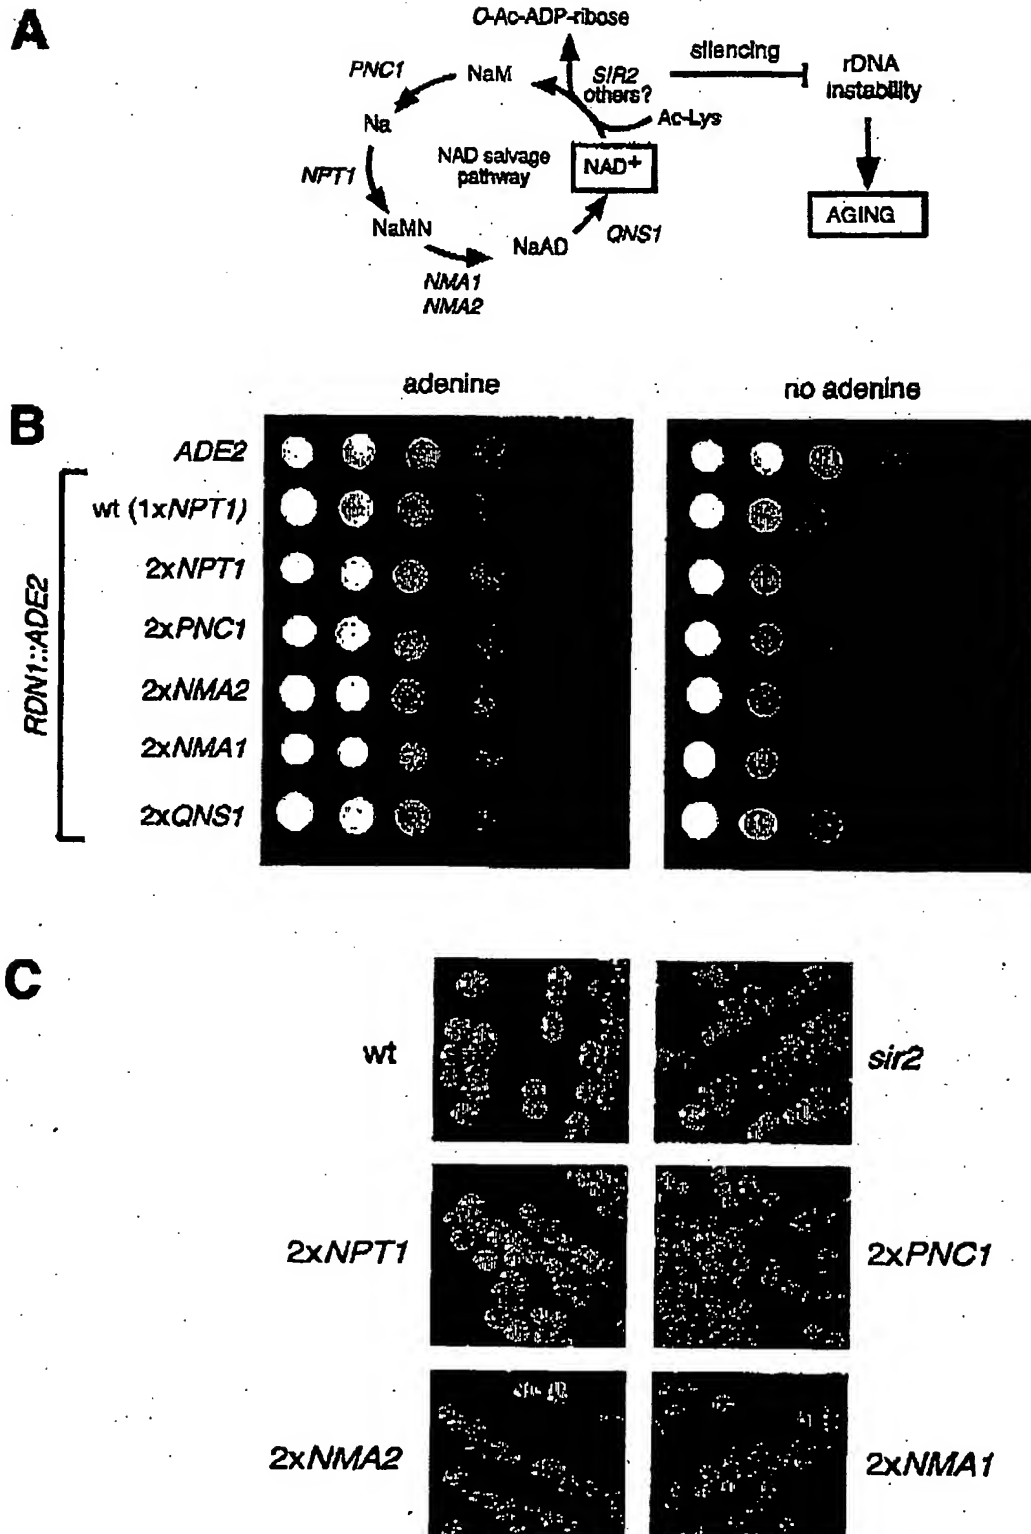 A
O-Ac-ADP-ribose
PNC1
NaM
SIR2
others?
silencing
rDNA
instability
Na
Ac-Lys
NAD salvage
pathway
NAD+
NPT1
AGING
NaMN
NaAD
QNS1
NMA1
NMA2
B
adenine
no adenine
RDN1::ADE2
ADE2
wt (1xNPT1)
2xNPT1
2xPNC1
2xNMA2
2xNMA1
2xQNS1
C
wt
sir2
2xNPT1
2xPNC1
2xNMA2
2xNMA1